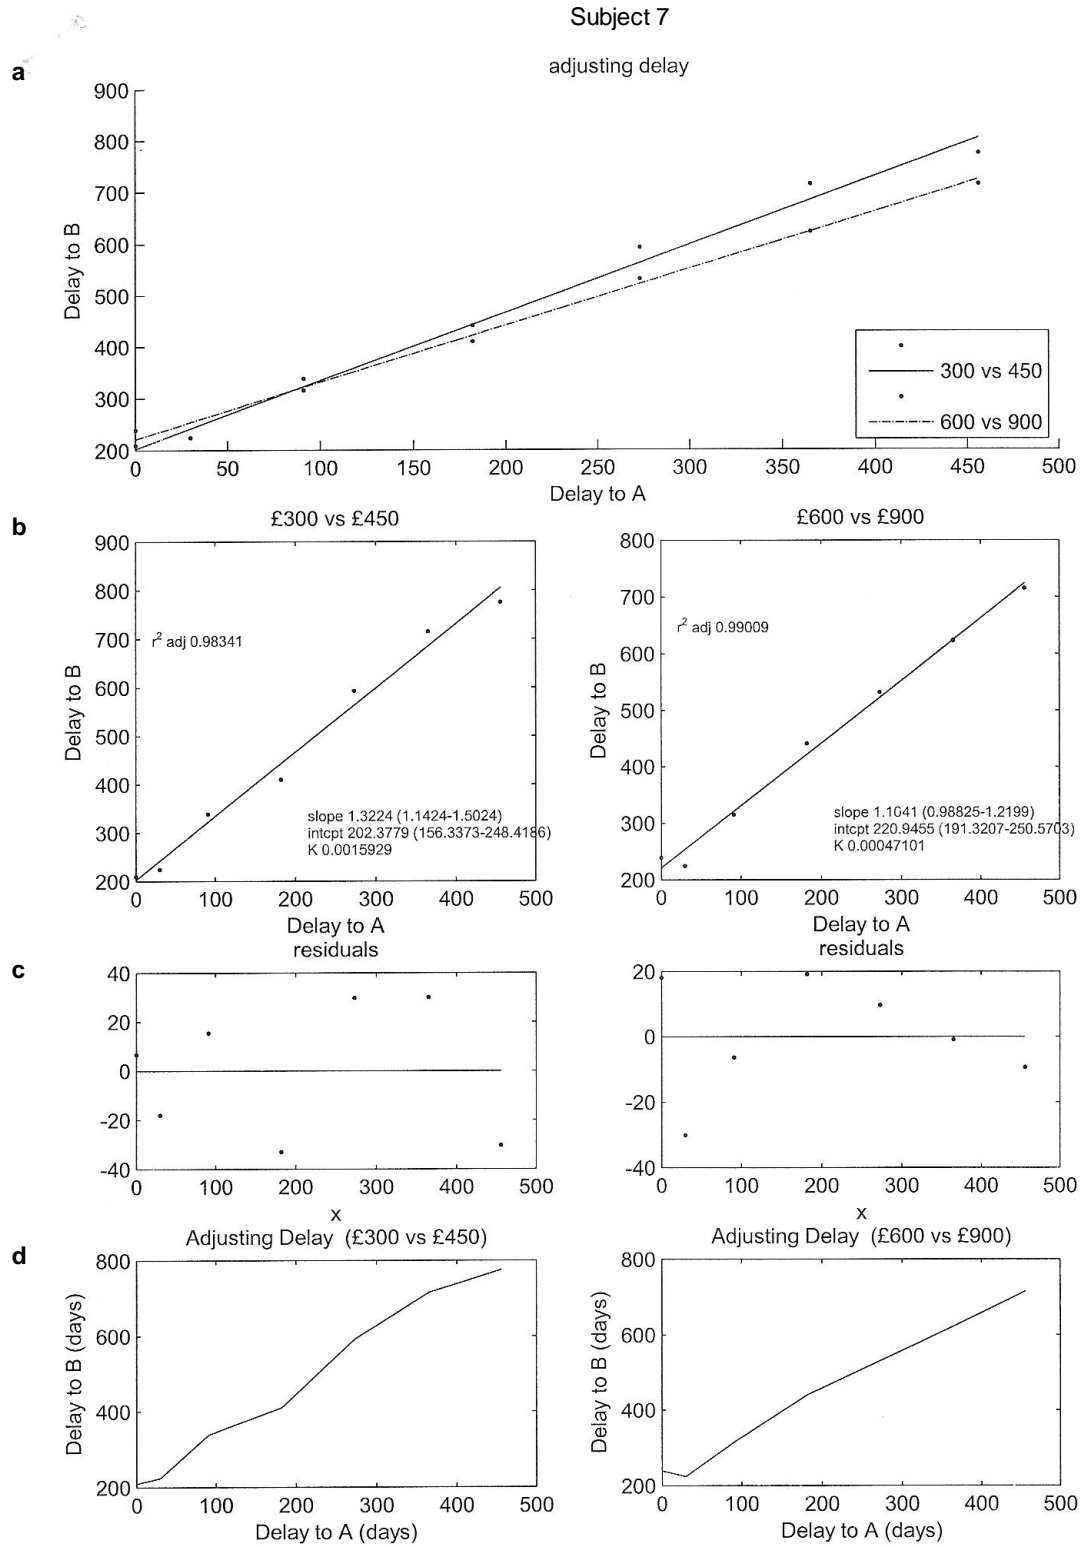 Subject 7
a
adjusting delay
900
800
700
600
500
400
300
200
Delay to B
0 50 100 150 200 250 300 350 400 450 500
Delay to A
300 vs 450
600 vs 900
b
£300 vs £450
900
800
700
600
500
400
300
200
Delay to B
r² adj 0.98341
slope 1.3224 (1.1424-1.5024)
intcpt 202.3779 (156.3373-248.4186)
K 0.0015929
0 100 200 300 400 500
Delay to A
£600 vs £900
800
700
600
500
400
300
200
Delay to B
r² adj 0.99009
slope 1.1041 (0.98825-1.2199)
intcpt 220.9455 (191.3207-250.5703)
K 0.00047101
0 100 200 300 400 500
Delay to A
c
residuals
40
20
0
-20
-40
0 100 200 300 400 500
x
residuals
20
0
-20
-40
0 100 200 300 400 500
x
d
Adjusting Delay (£300 vs £450)
800
600
400
200
Delay to B (days)
0 100 200 300 400 500
Delay to A (days)
Adjusting Delay (£600 vs £900)
800
600
400
200
Delay to B (days)
0 100 200 300 400 500
Delay to A (days)